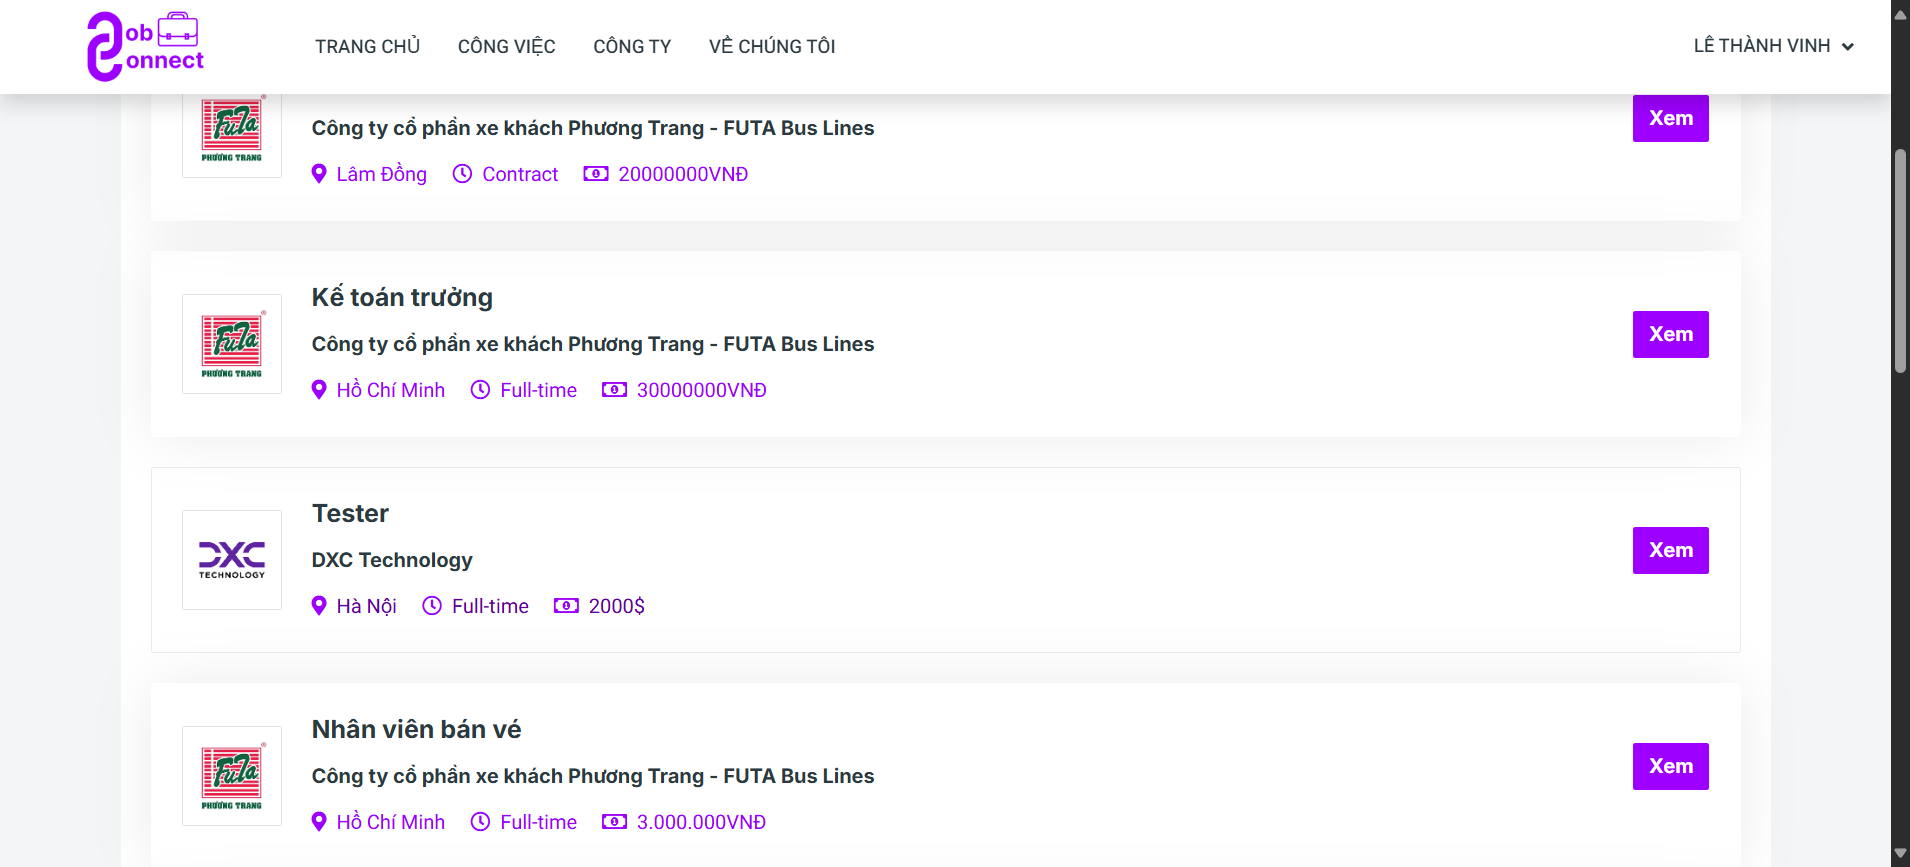 ob
onnect
TRANG CHỦ
CÔNG VIỆC
CÔNG TY
VỀ CHÚNG TÔI
LÊ THÀNH VINH
FUTA
PHƯƠNG TRANG
Công ty cổ phần xe khách Phương Trang - FUTA Bus Lines
Lâm Đồng
Contract
20000000VNĐ
Xem
FUTA
PHƯƠNG TRANG
Kế toán trưởng
Công ty cổ phần xe khách Phương Trang - FUTA Bus Lines
Hồ Chí Minh
Full-time
30000000VNĐ
Xem
DXC
TECHNOLOGY
Tester
DXC Technology
Hà Nội
Full-time
2000$
Xem
FUTA
PHƯƠNG TRANG
Nhân viên bán vé
Công ty cổ phần xe khách Phương Trang - FUTA Bus Lines
Hồ Chí Minh
Full-time
3.000.000VNĐ
Xem